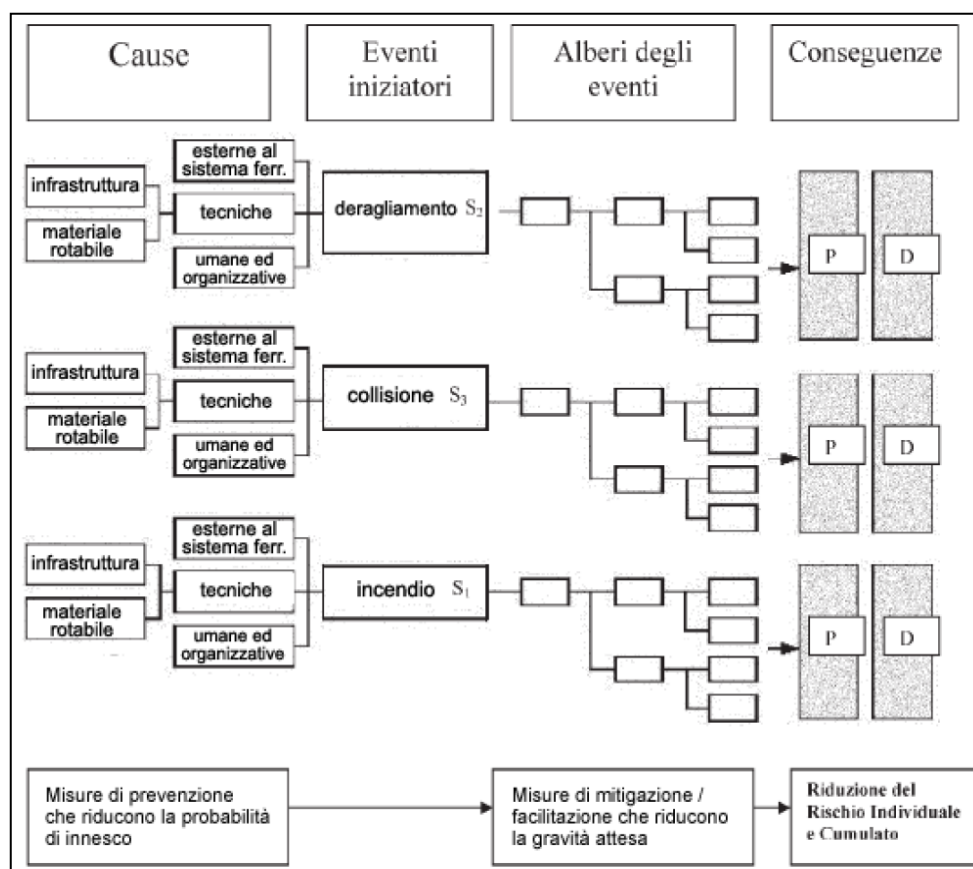 Cause
Eventi
iniziatori
Alberi degli
eventi
Conseguenze
infrastruttura
materiale
rotabile
esterne al
sistema ferr.
tecniche
umane ed
organizzative
deragliamento S₂
P
D
infrastruttura
materiale
rotabile
esterne al
sistema ferr.
tecniche
umane ed
organizzative
collisione S₃
P
D
infrastruttura
materiale
rotabile
esterne al
sistema ferr.
tecniche
umane ed
organizzative
incendio S₁
P
D
Misure di prevenzione
che riducono la probabilità
di innesco
Misure di mitigazione /
facilitazione che riducono
la gravità attesa
Riduzione del
Rischio Individuale
e Cumulato